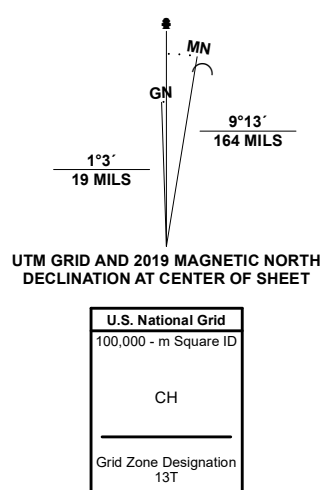 MN
GN
9°13´
164 MILS
1°3´
19 MILS
UTM GRID AND 2019 MAGNETIC NORTH
DECLINATION AT CENTER OF SHEET
U.S. National Grid
100,000 - m Square ID
CH
Grid Zone Designation
13T